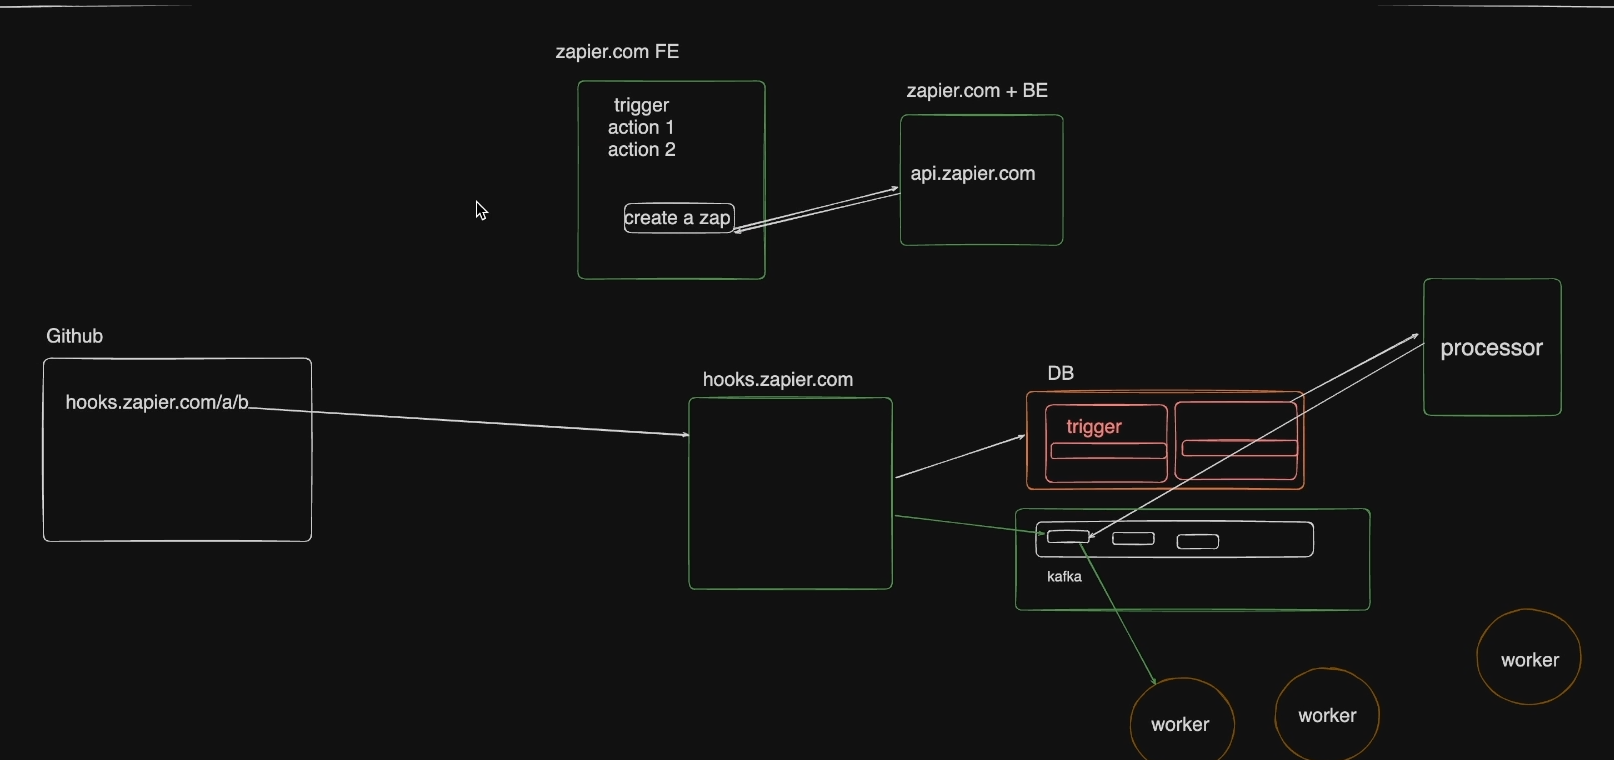 zapier.com FE
trigger
action 1
action 2
create a zap
zapier.com + BE
api.zapier.com
Github
hooks.zapier.com/a/b
hooks.zapier.com
DB
trigger
processor
kafka
worker
worker
worker